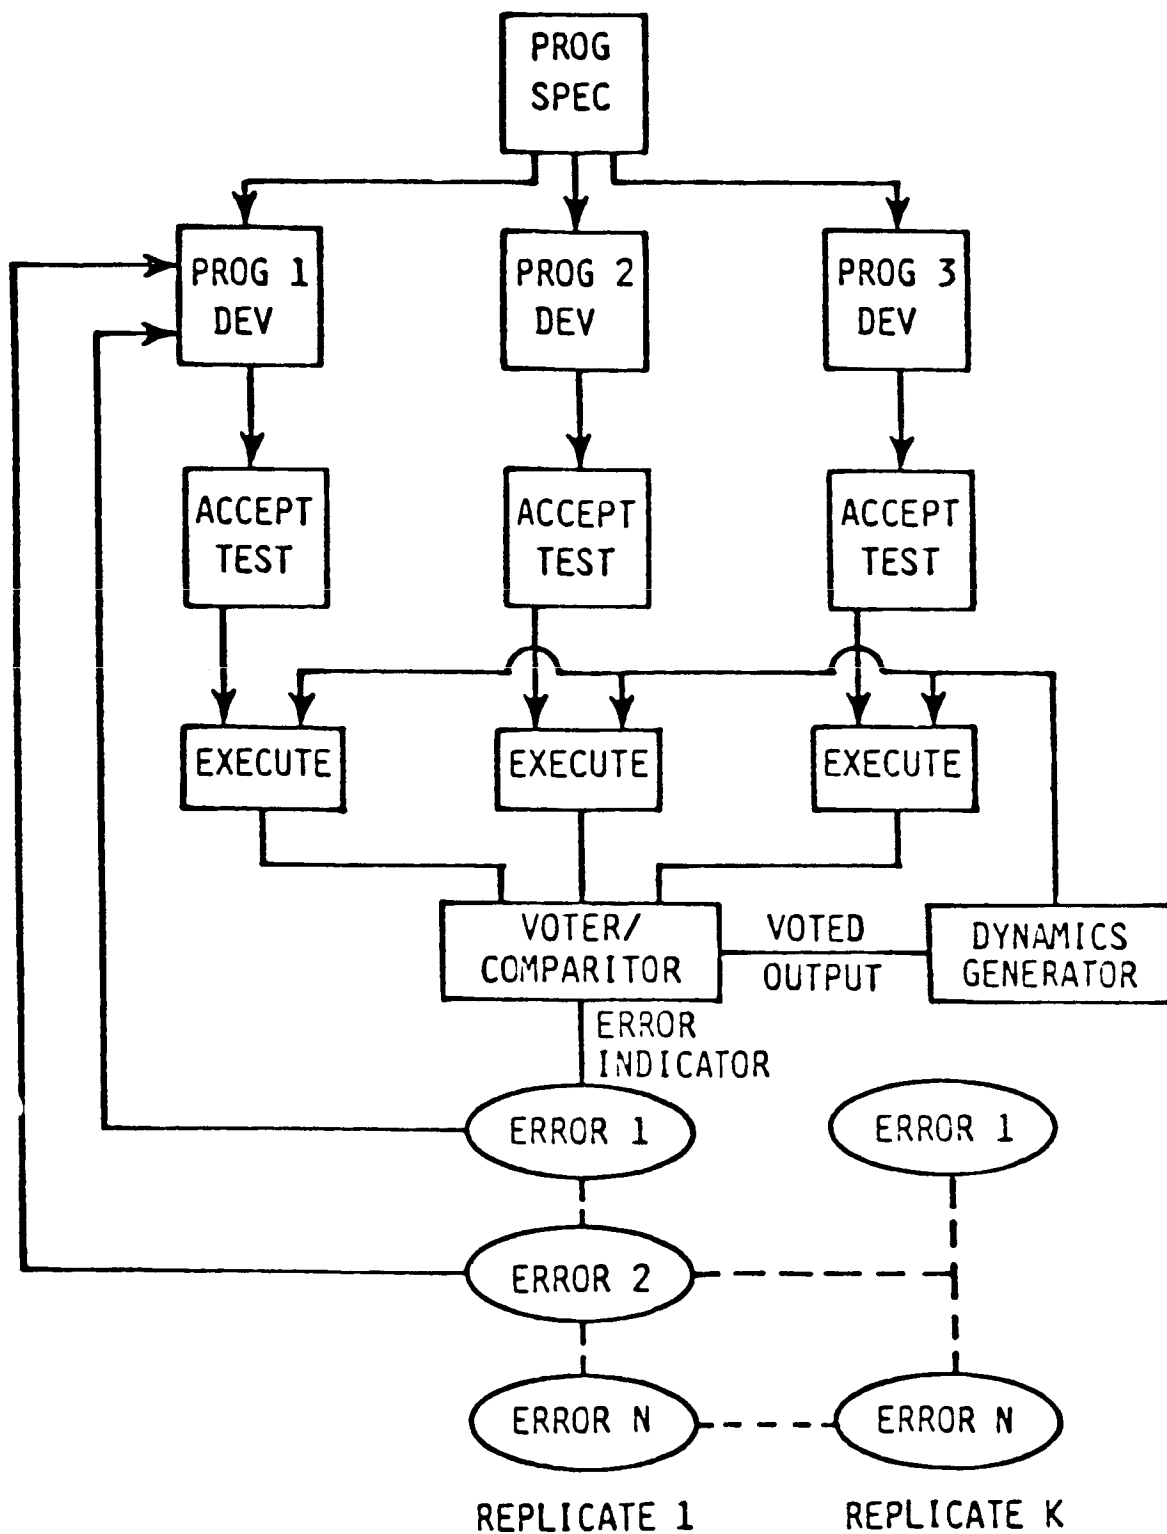 PROG
SPEC
PROG 1
DEV
PROG 2
DEV
PROG 3
DEV
ACCEPT
TEST
ACCEPT
TEST
ACCEPT
TEST
EXECUTE
EXECUTE
EXECUTE
VOTER/
COMPARITOR
VOTED
OUTPUT
DYNAMICS
GENERATOR
ERROR
INDICATOR
ERROR 1
ERROR 1
ERROR 2
ERROR N
ERROR N
REPLICATE 1
REPLICATE K